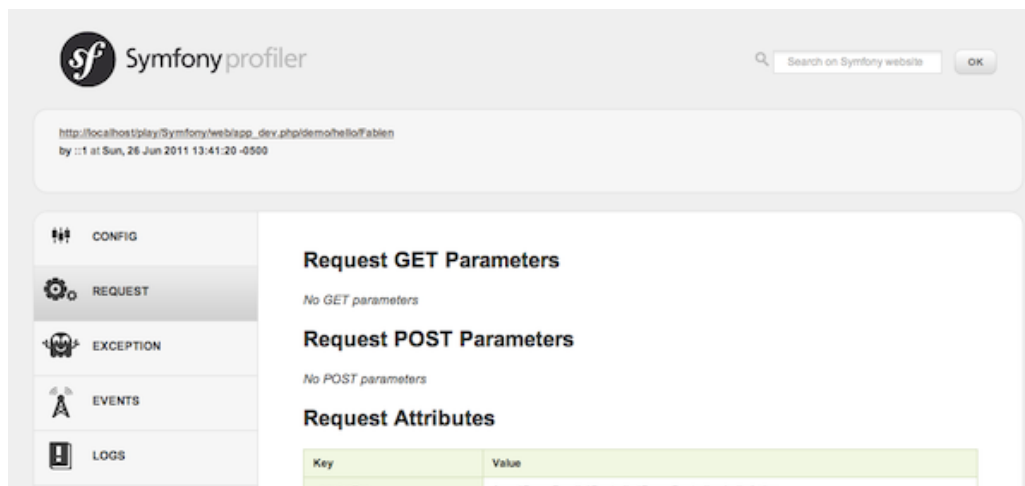 sf Symfony profiler
Search on Symfony website OK
http://localhost/play/Symfony/web/app_dev.php/demo/hello/Fabien
by ::1 at Sun, 26 Jun 2011 13:41:20 -0500
CONFIG
REQUEST
EXCEPTION
EVENTS
LOGS
Request GET Parameters
No GET parameters
Request POST Parameters
No POST parameters
Request Attributes
Key Value